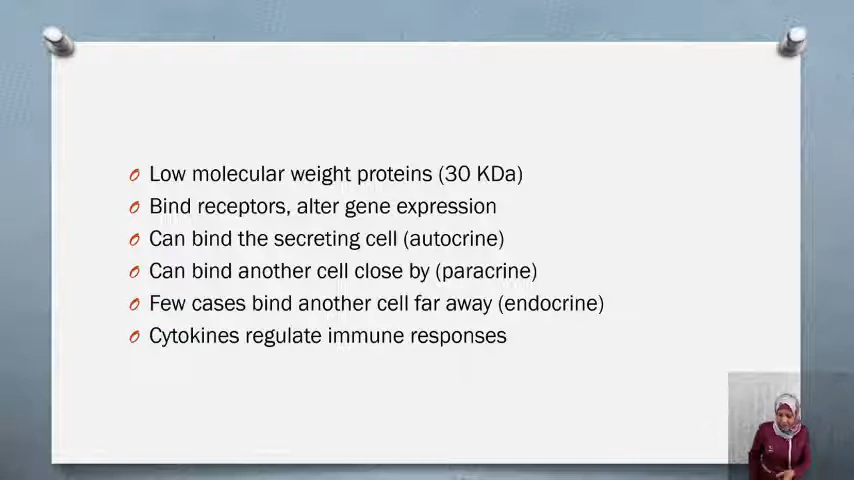 Low molecular weight proteins (30 KDa)
Bind receptors, alter gene expression
Can bind the secreting cell (autocrine)
Can bind another cell close by (paracrine)
Few cases bind another cell far away (endocrine)
Cytokines regulate immune responses